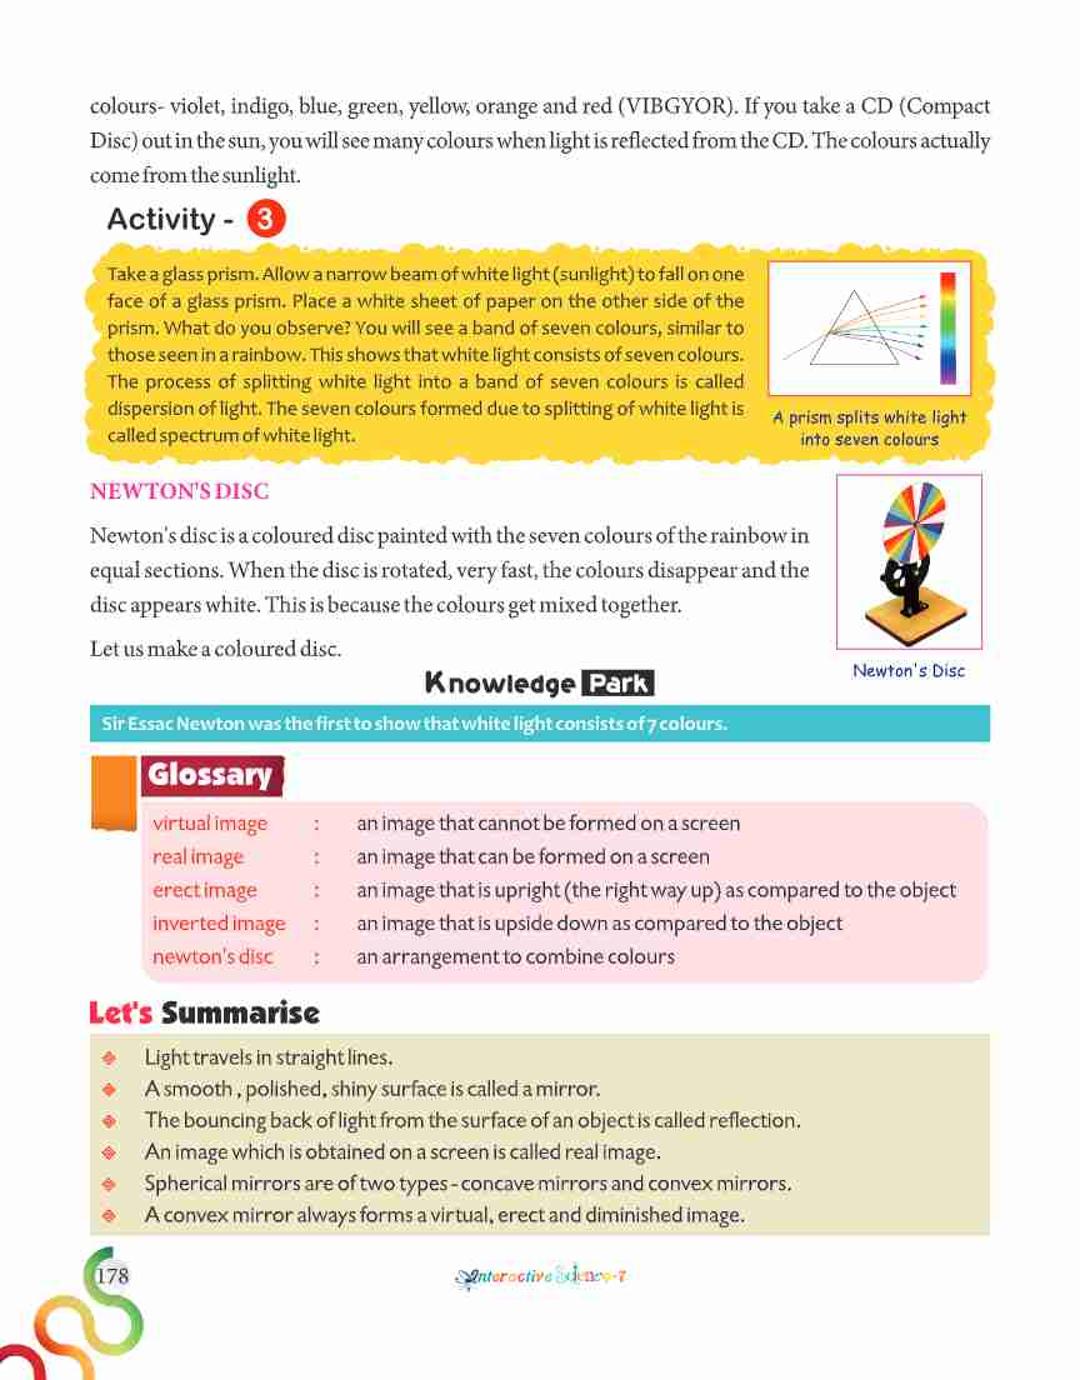 colours- violet, indigo, blue, green, yellow, orange and red (VIBGYOR). If you take a CD (Compact
Disc) out in the sun, you will see many colours when light is reflected from the CD. The colours actually
come from the sunlight.
Activity - 3
Take a glass prism. Allow a narrow beam of white light (sunlight) to fall on one
face of a glass prism. Place a white sheet of paper on the other side of the
prism. What do you observe? You will see a band of seven colours, similar to
those seen in a rainbow. This shows that white light consists of seven colours.
The process of splitting white light into a band of seven colours is called
dispersion of light. The seven colours formed due to splitting of white light is
called spectrum of white light.
A prism splits white light
into seven colours
NEWTON'S DISC
Newton's disc is a coloured disc painted with the seven colours of the rainbow in
equal sections. When the disc is rotated, very fast, the colours disappear and the
disc appears white. This is because the colours get mixed together.
Let us make a coloured disc.
Newton's Disc
Knowledge Park
Sir Essac Newton was the first to show that white light consists of 7 colours.
Glossary
virtual image : an image that cannot be formed on a screen
real image : an image that can be formed on a screen
erect image : an image that is upright (the right way up) as compared to the object
inverted image : an image that is upside down as compared to the object
newton's disc : an arrangement to combine colours
Let's Summarise
Light travels in straight lines.
A smooth , polished, shiny surface is called a mirror.
The bouncing back of light from the surface of an object is called reflection.
An image which is obtained on a screen is called real image.
Spherical mirrors are of two types - concave mirrors and convex mirrors.
A convex mirror always forms a virtual, erect and diminished image.
178
Interactive Science-7